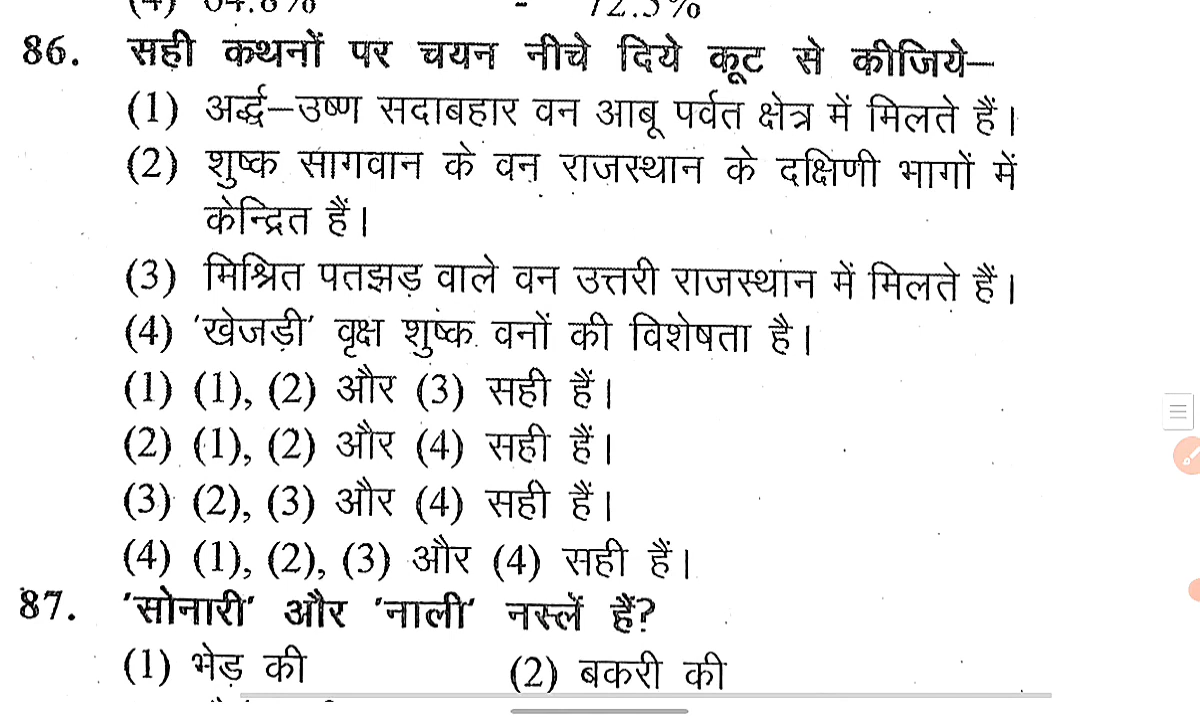 86. सही कथनों पर चयन नीचे दिये कूट से कीजिये–
(1) अर्द्ध–उष्ण सदाबहार वन आबू पर्वत क्षेत्र में मिलते हैं।
(2) शुष्क सागवान के वन राजस्थान के दक्षिणी भागों में
केन्द्रित हैं।
(3) मिश्रित पतझड़ वाले वन उत्तरी राजस्थान में मिलते हैं।
(4) 'खेजड़ी' वृक्ष शुष्क वनों की विशेषता है।
(1) (1), (2) और (3) सही हैं।
(2) (1), (2) और (4) सही हैं।
(3) (2), (3) और (4) सही हैं।
(4) (1), (2), (3) और (4) सही हैं।
87. 'सोनारी' और 'नाली' नस्लें हैं?
(1) भेड़ की (2) बकरी की